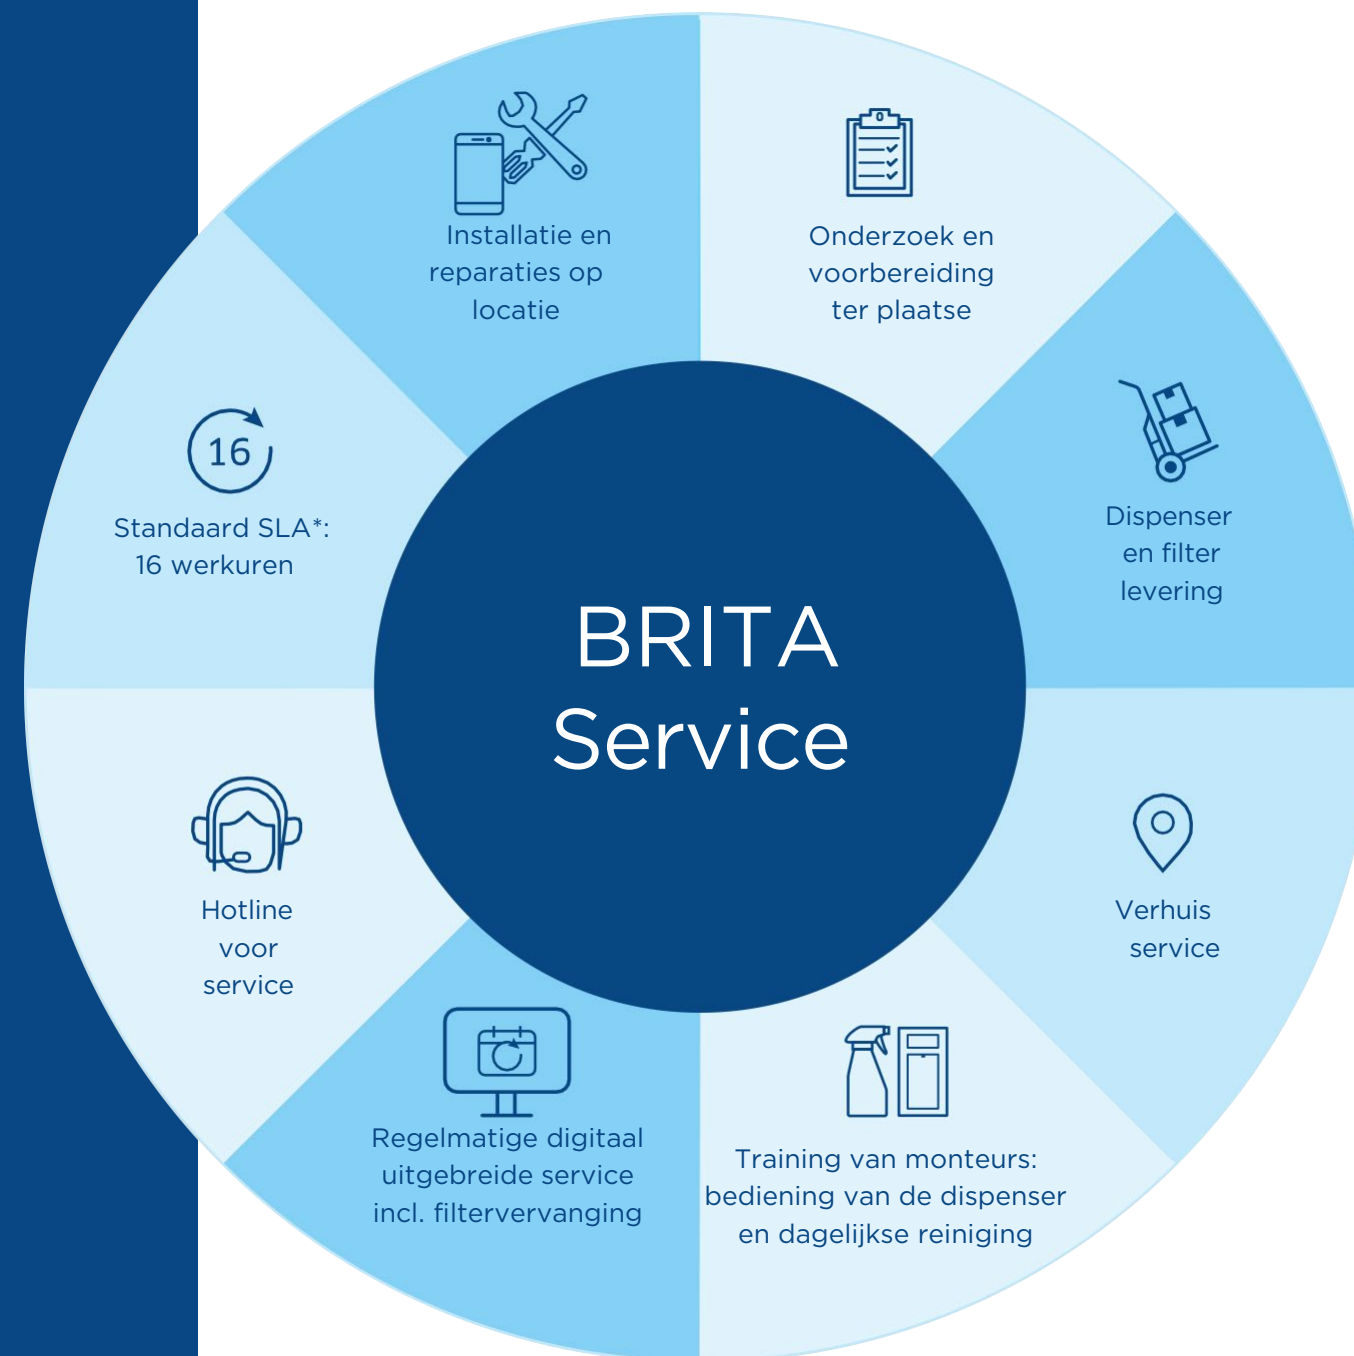 Installatie en
reparaties op
locatie
Onderzoek en
voorbereiding
ter plaatse
16
Standaard SLA*:
16 werkuren
Dispenser
en filter
levering
BRITA
Service
Hotline
voor
service
Verhuis
service
Regelmatige digitaal
uitgebreide service
incl. filtervervanging
Training van monteurs:
bediening van de dispenser
en dagelijkse reiniging